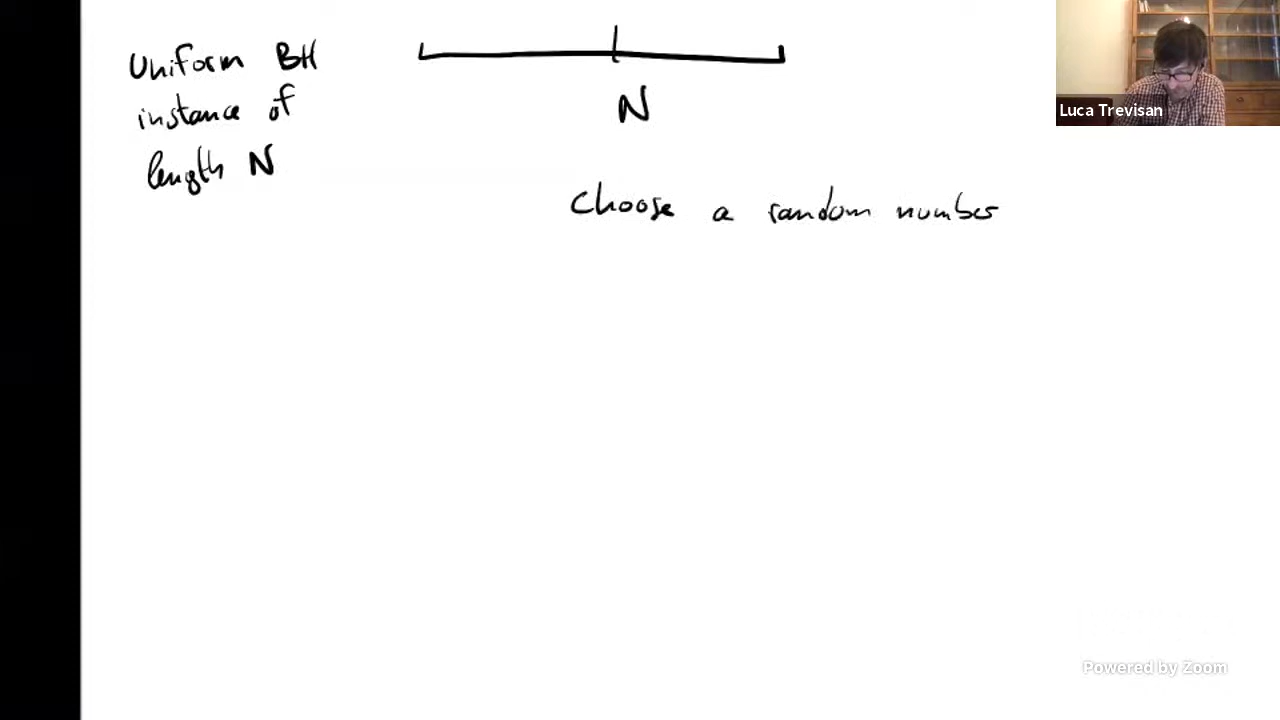 Uniform BH
instance of
length N
N
Choose a random number
Luca Trevisan
Powered by Zoom